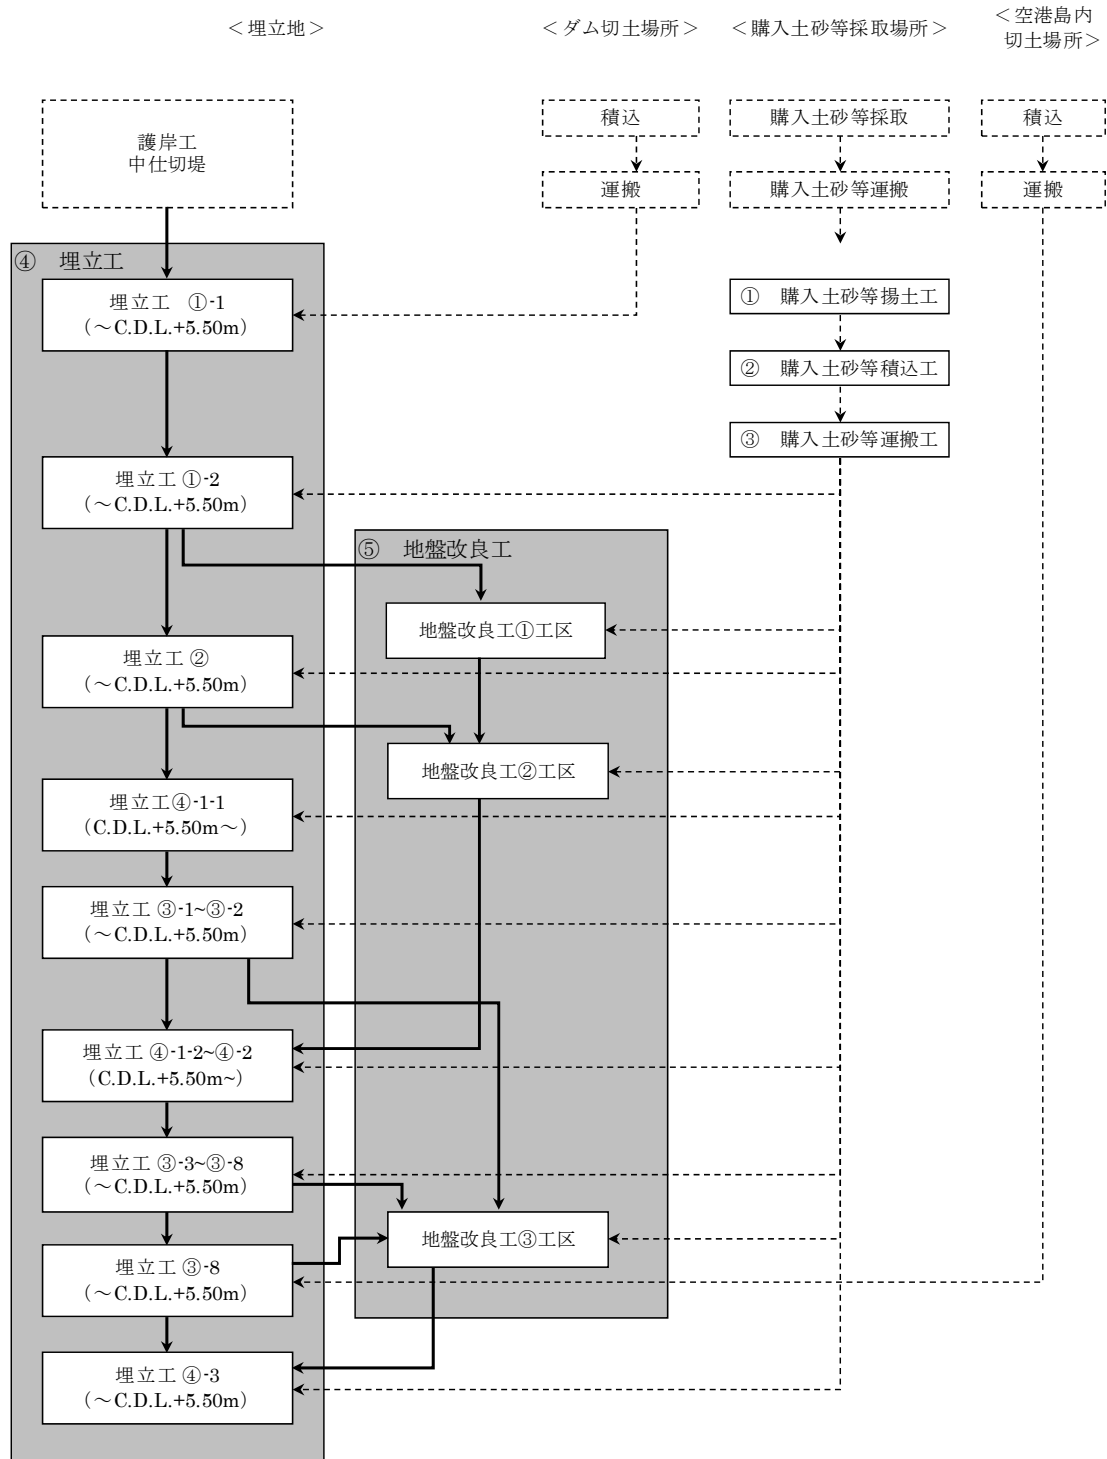 ＜埋立地＞
＜ダム切土場所＞
＜購入土砂等採取場所＞
＜空港島内
切土場所＞
護岸工
中仕切堤
積込
運搬
購入土砂等採取
購入土砂等運搬
積込
運搬
④　埋立工
埋立工　①-1
（～C.D.L.+5.50m）
①　購入土砂等揚土工
②　購入土砂等積込工
③　購入土砂等運搬工
埋立工 ①-2
（～C.D.L.+5.50m）
⑤　地盤改良工
地盤改良工①工区
埋立工 ②
（～C.D.L.+5.50m）
地盤改良工②工区
埋立工④-1-1
（C.D.L.+5.50m～）
埋立工 ③-1~③-2
（～C.D.L.+5.50m）
埋立工 ④-1-2~④-2
（C.D.L.+5.50m~）
埋立工 ③-3~③-8
（～C.D.L.+5.50m）
地盤改良工③工区
埋立工 ③-8
（～C.D.L.+5.50m）
埋立工 ④-3
（～C.D.L.+5.50m）